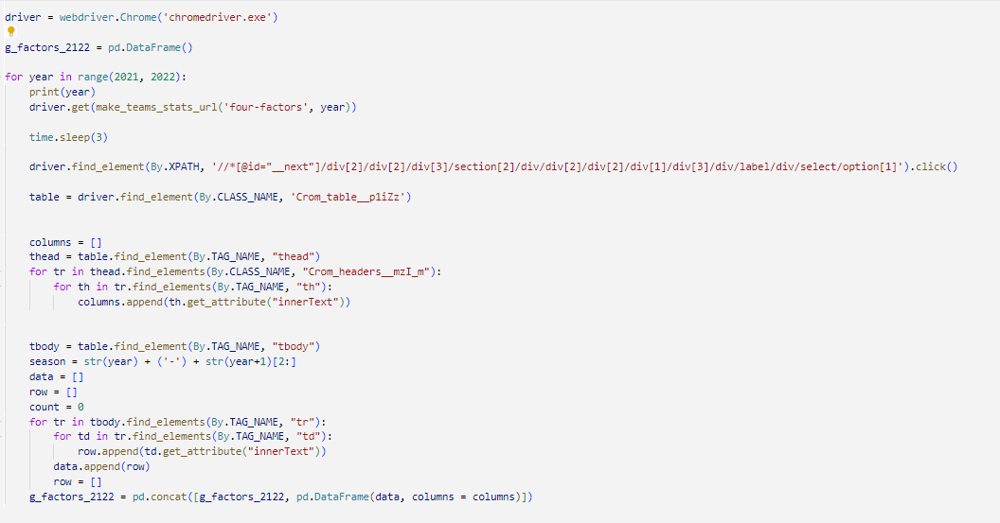 driver = webdriver.Chrome('chromedriver.exe')
g_factors_2122 = pd.DataFrame()
for year in range(2021, 2022):
    print(year)
    driver.get(make_teams_stats_url('four-factors', year))
    time.sleep(3)
    driver.find_element(By.XPATH, '//*[@id="__next"]/div[2]/div[2]/div[3]/section[2]/div/div[2]/div[2]/div[1]/div[3]/div/label/div/select/option[1]').click()
    table = driver.find_element(By.CLASS_NAME, 'Crom_table__p1iZz')
    columns = []
    thead = table.find_element(By.TAG_NAME, "thead")
    for tr in thead.find_elements(By.CLASS_NAME, "Crom_headers__mzI_m"):
        for th in tr.find_elements(By.TAG_NAME, "th"):
            columns.append(th.get_attribute("innerText"))
    tbody = table.find_element(By.TAG_NAME, "tbody")
    season = str(year) + ('-') + str(year+1)[2:]
    data = []
    row = []
    count = 0
    for tr in tbody.find_elements(By.TAG_NAME, "tr"):
        for td in tr.find_elements(By.TAG_NAME, "td"):
            row.append(td.get_attribute("innerText"))
        data.append(row)
        row = []
    g_factors_2122 = pd.concat([g_factors_2122, pd.DataFrame(data, columns = columns)])